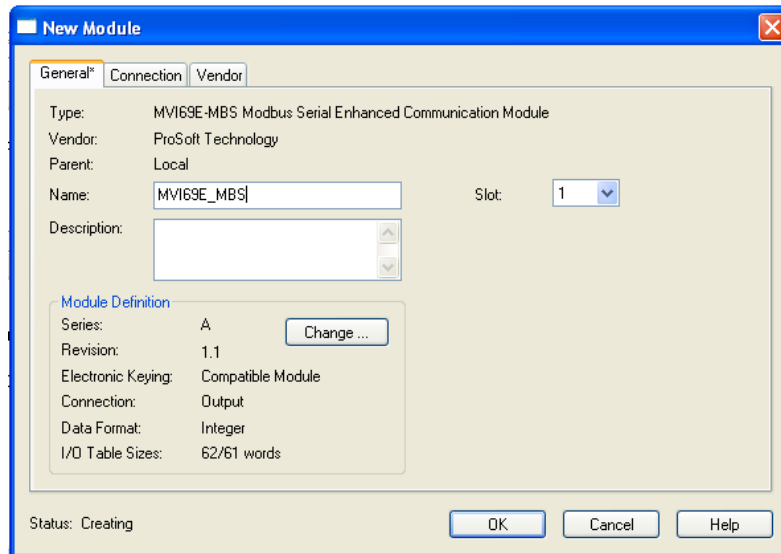 New Module
General* Connection Vendor
Type: MVI69E-MBS Modbus Serial Enhanced Communication Module
Vendor: ProSoft Technology
Parent: Local
Name: MVI69E_MBS Slot: 1
Description:
Module Definition
Series: A Change ...
Revision: 1.1
Electronic Keying: Compatible Module
Connection: Output
Data Format: Integer
I/O Table Sizes: 62/61 words
Status: Creating OK Cancel Help